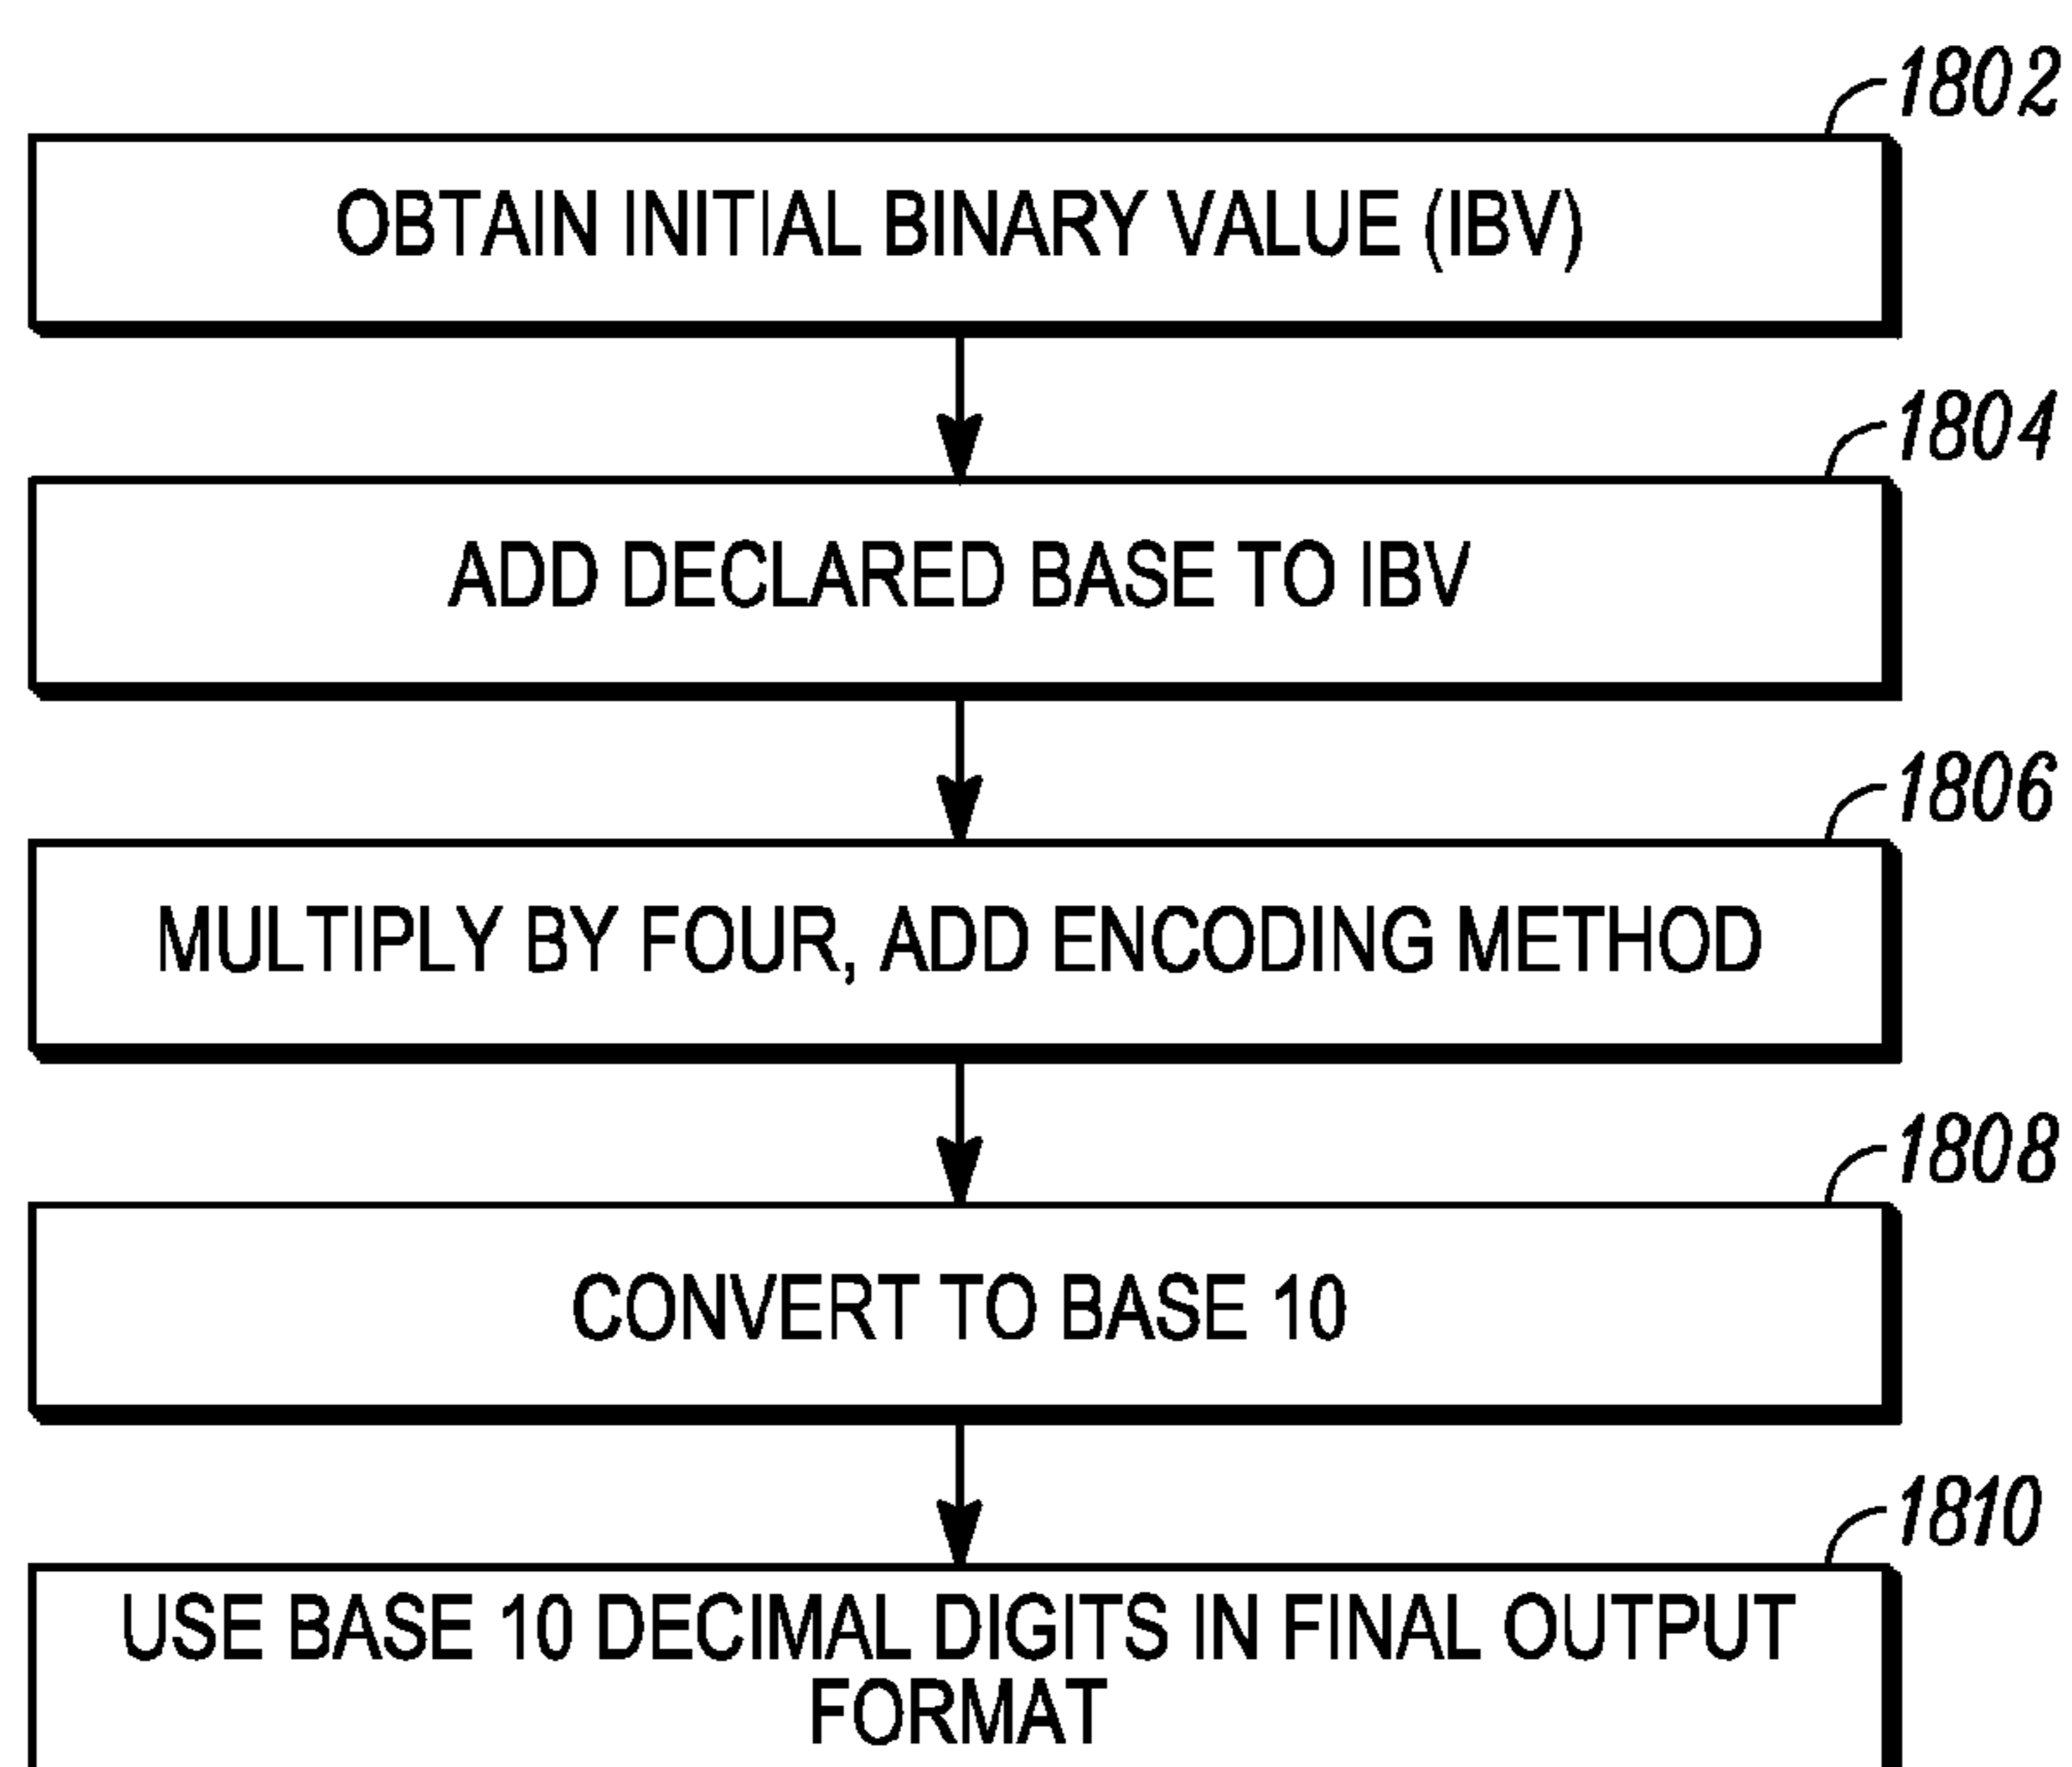 1802
OBTAIN INITIAL BINARY VALUE (IBV)
1804
ADD DECLARED BASE TO IBV
1806
MULTIPLY BY FOUR, ADD ENCODING METHOD
1808
CONVERT TO BASE 10
1810
USE BASE 10 DECIMAL DIGITS IN FINAL OUTPUT
FORMAT